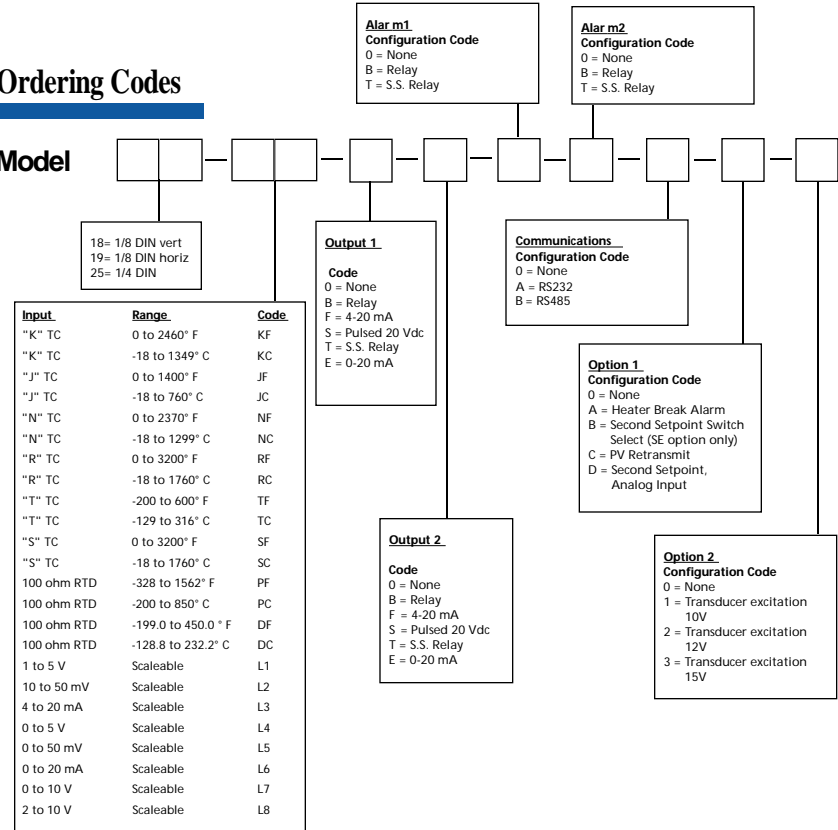 Ordering Codes
Alar m1
Configuration Code
0 = None
B = Relay
T = S.S. Relay
Alar m2
Configuration Code
0 = None
B = Relay
T = S.S. Relay
Model
18= 1/8 DIN vert
19= 1/8 DIN horiz
25= 1/4 DIN
Input Range Code
"K" TC 0 to 2460° F KF
"K" TC -18 to 1349° C KC
"J" TC 0 to 1400° F JF
"J" TC -18 to 760° C JC
"N" TC 0 to 2370° F NF
"N" TC -18 to 1299° C NC
"R" TC 0 to 3200° F RF
"R" TC -18 to 1760° C RC
"T" TC -200 to 600° F TF
"T" TC -129 to 316° C TC
"S" TC 0 to 3200° F SF
"S" TC -18 to 1760° C SC
100 ohm RTD -328 to 1562° F PF
100 ohm RTD -200 to 850° C PC
100 ohm RTD -199.0 to 450.0 ° F DF
100 ohm RTD -128.8 to 232.2° C DC
1 to 5 V Scaleable L1
10 to 50 mV Scaleable L2
4 to 20 mA Scaleable L3
0 to 5 V Scaleable L4
0 to 50 mV Scaleable L5
0 to 20 mA Scaleable L6
0 to 10 V Scaleable L7
2 to 10 V Scaleable L8
Output 1
Code
0 = None
B = Relay
F = 4-20 mA
S = Pulsed 20 Vdc
T = S.S. Relay
E = 0-20 mA
Output 2
Code
0 = None
B = Relay
F = 4-20 mA
S = Pulsed 20 Vdc
T = S.S. Relay
E = 0-20 mA
Communications
Configuration Code
0 = None
A = RS232
B = RS485
Option 1
Configuration Code
0 = None
A = Heater Break Alarm
B = Second Setpoint Switch
Select (SE option only)
C = PV Retransmit
D = Second Setpoint,
Analog Input
Option 2
Configuration Code
0 = None
1 = Transducer excitation
10V
2 = Transducer excitation
12V
3 = Transducer excitation
15V